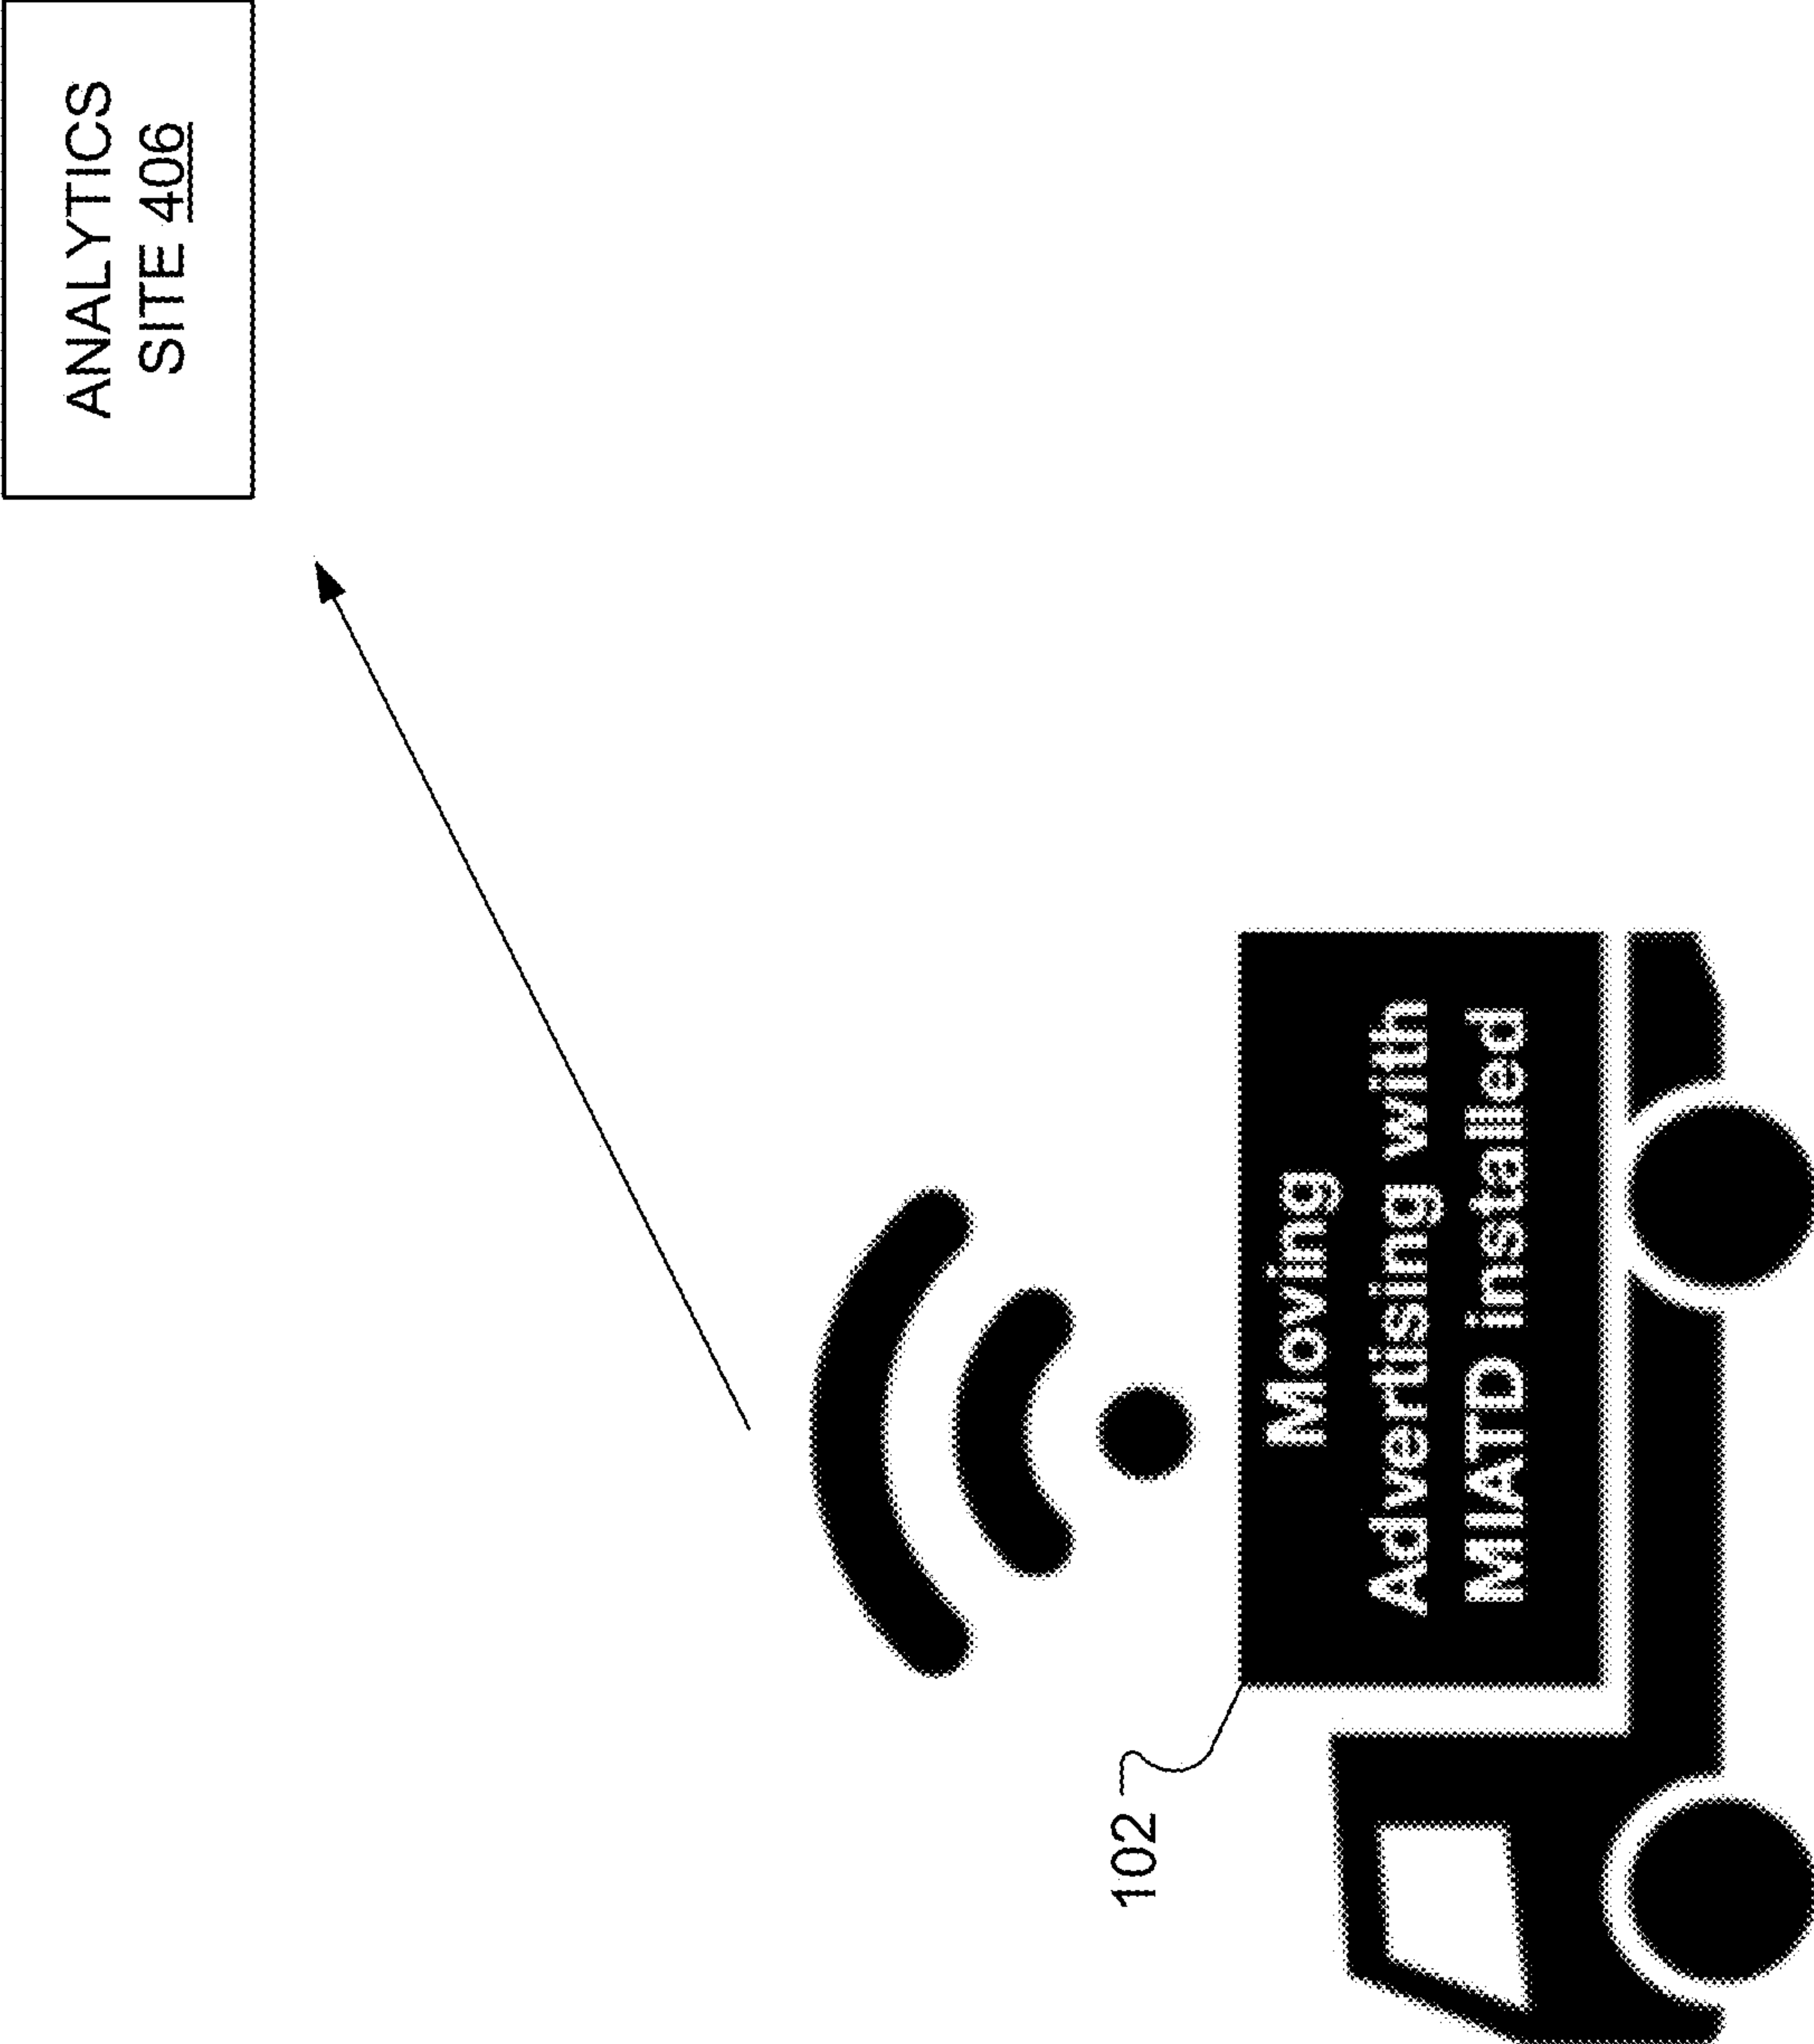 ANALYTICS
SITE 406
102
Moving
Advertising with
MIATD installed